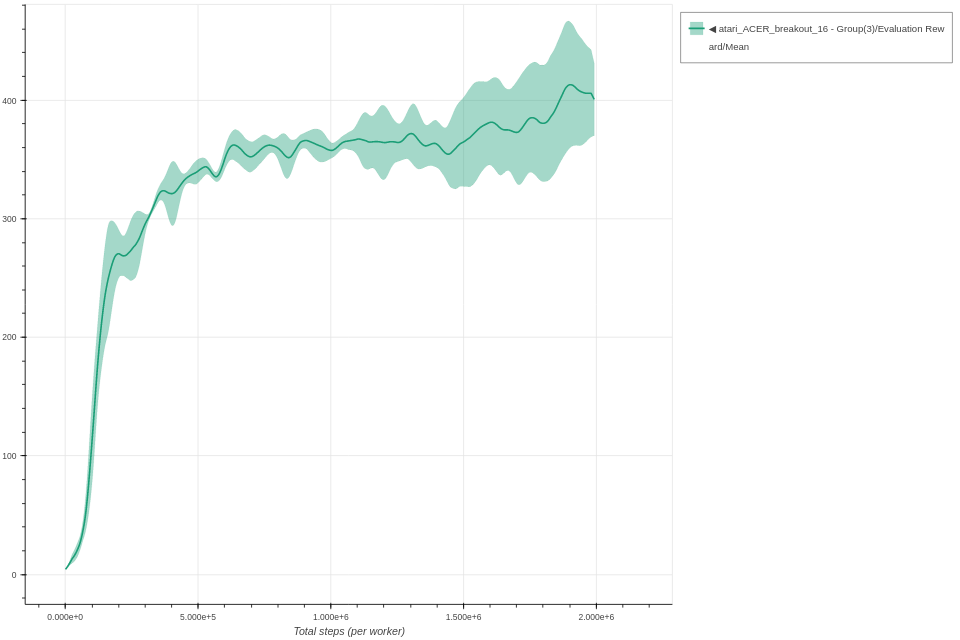 ◀ atari_ACER_breakout_16 - Group(3)/Evaluation Rew
ard/Mean
400
300
200
100
0
0.000e+0 5.000e+5 1.000e+6 1.500e+6 2.000e+6
Total steps (per worker)